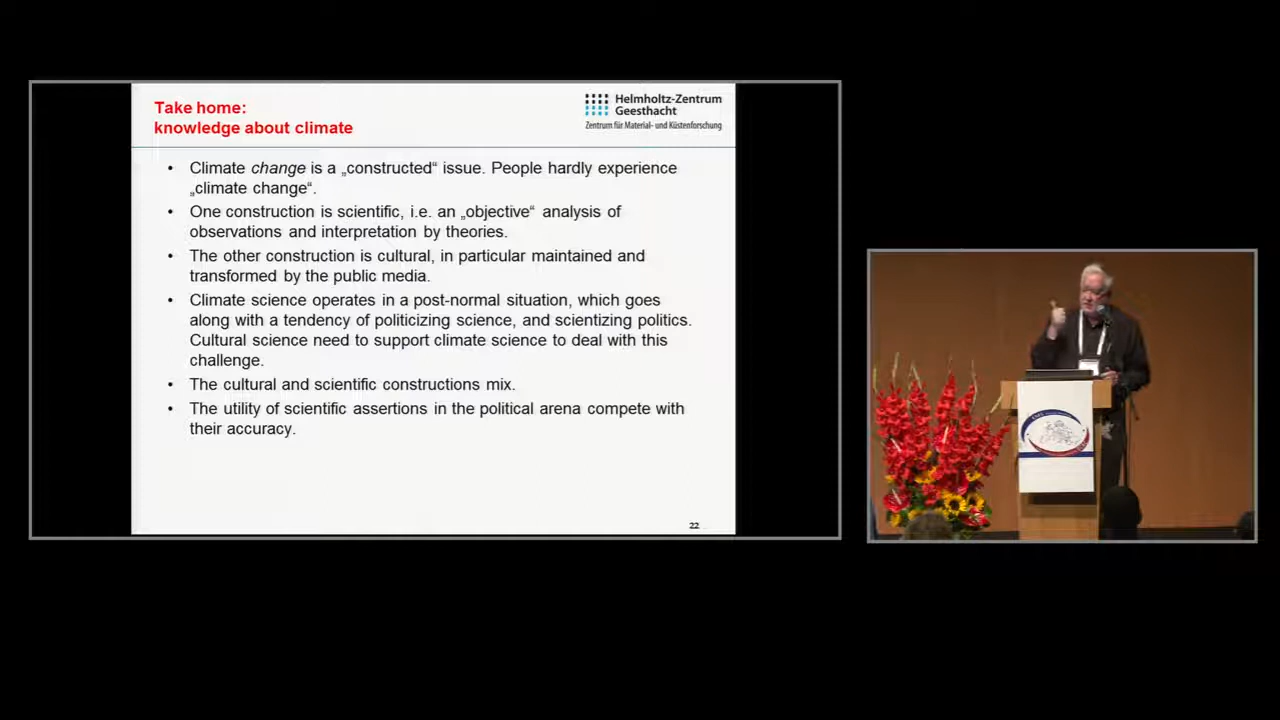 Take home:
knowledge about climate
Helmholtz-Zentrum
Geesthacht
Zentrum für Material- und Küstenforschung
• Climate change is a „constructed“ issue. People hardly experience
„climate change“.
• One construction is scientific, i.e. an „objective“ analysis of
observations and interpretation by theories.
• The other construction is cultural, in particular maintained and
transformed by the public media.
• Climate science operates in a post-normal situation, which goes
along with a tendency of politicizing science, and scientizing politics.
Cultural science need to support climate science to deal with this
challenge.
• The cultural and scientific constructions mix.
• The utility of scientific assertions in the political arena compete with
their accuracy.
22